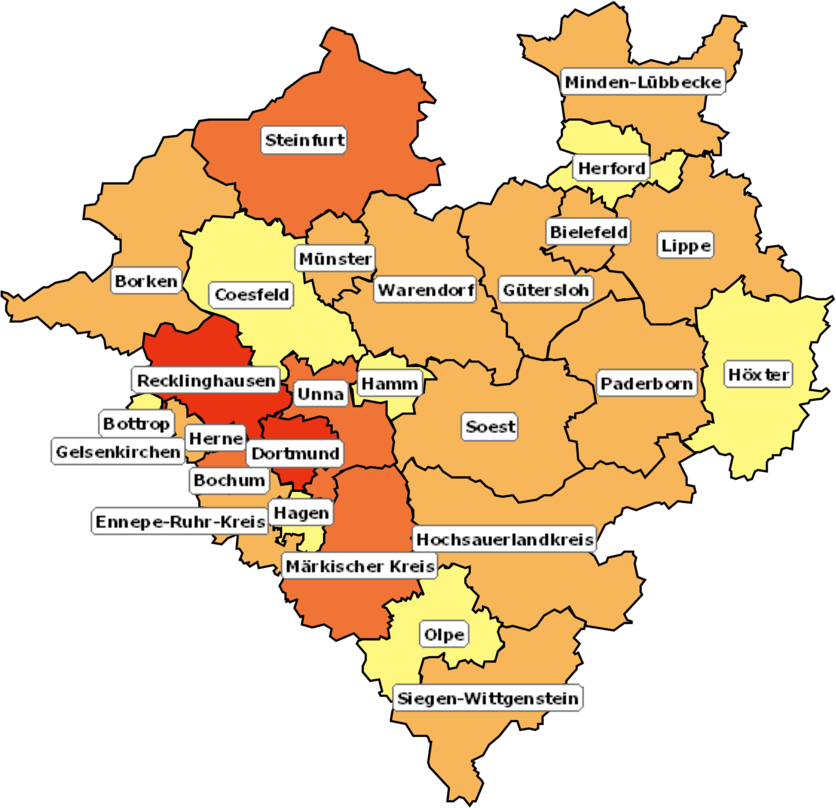 Minden-Lübbecke
Steinfurt
Herford
Bielefeld
Lippe
Münster
Borken
Coesfeld
Warendorf
Gütersloh
Recklinghausen
Unna
Hamm
Paderborn
Höxter
Bottrop
Herne
Soest
Gelsenkirchen
Dortmund
Bochum
Ennepe-Ruhr-Kreis
Hagen
Hochsauerlandkreis
Märkischer Kreis
Olpe
Siegen-Wittgenstein